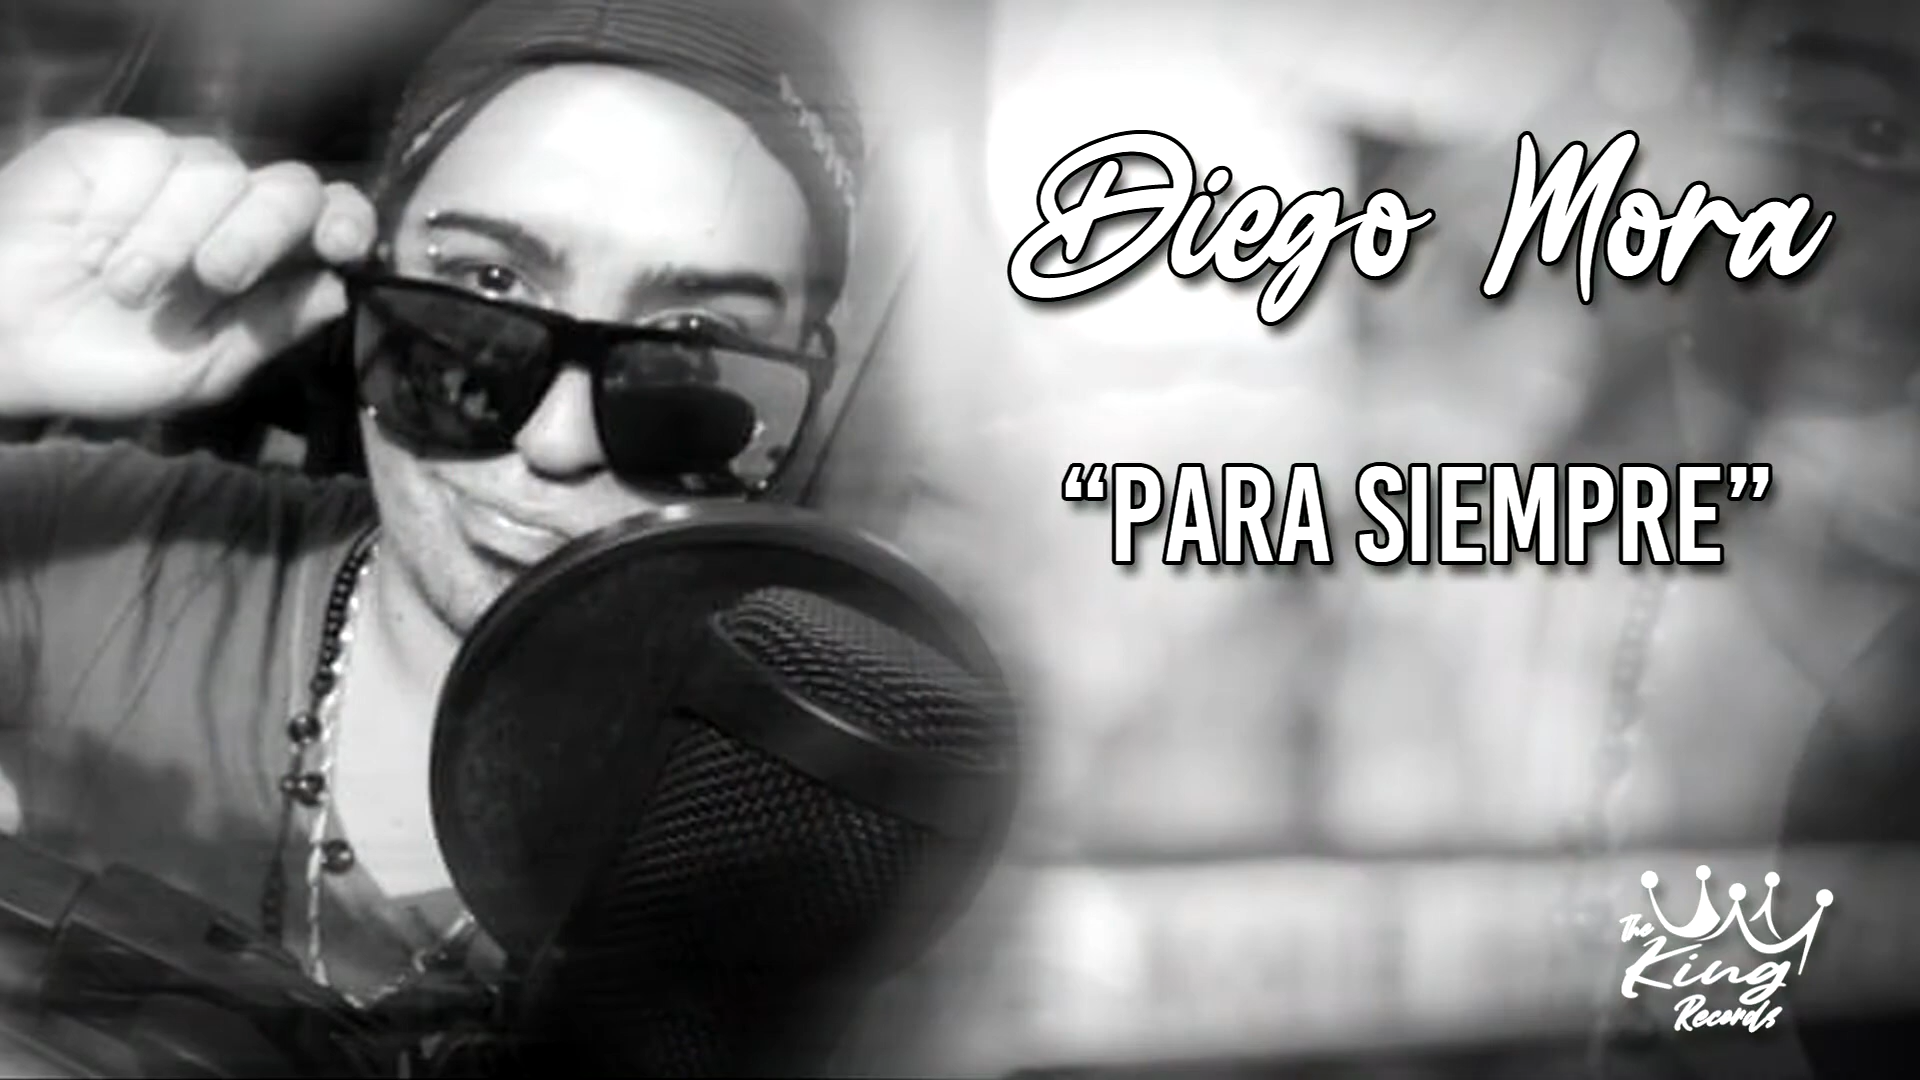 Diego Mora
“PARA SIEMPRE”
The
King
Records